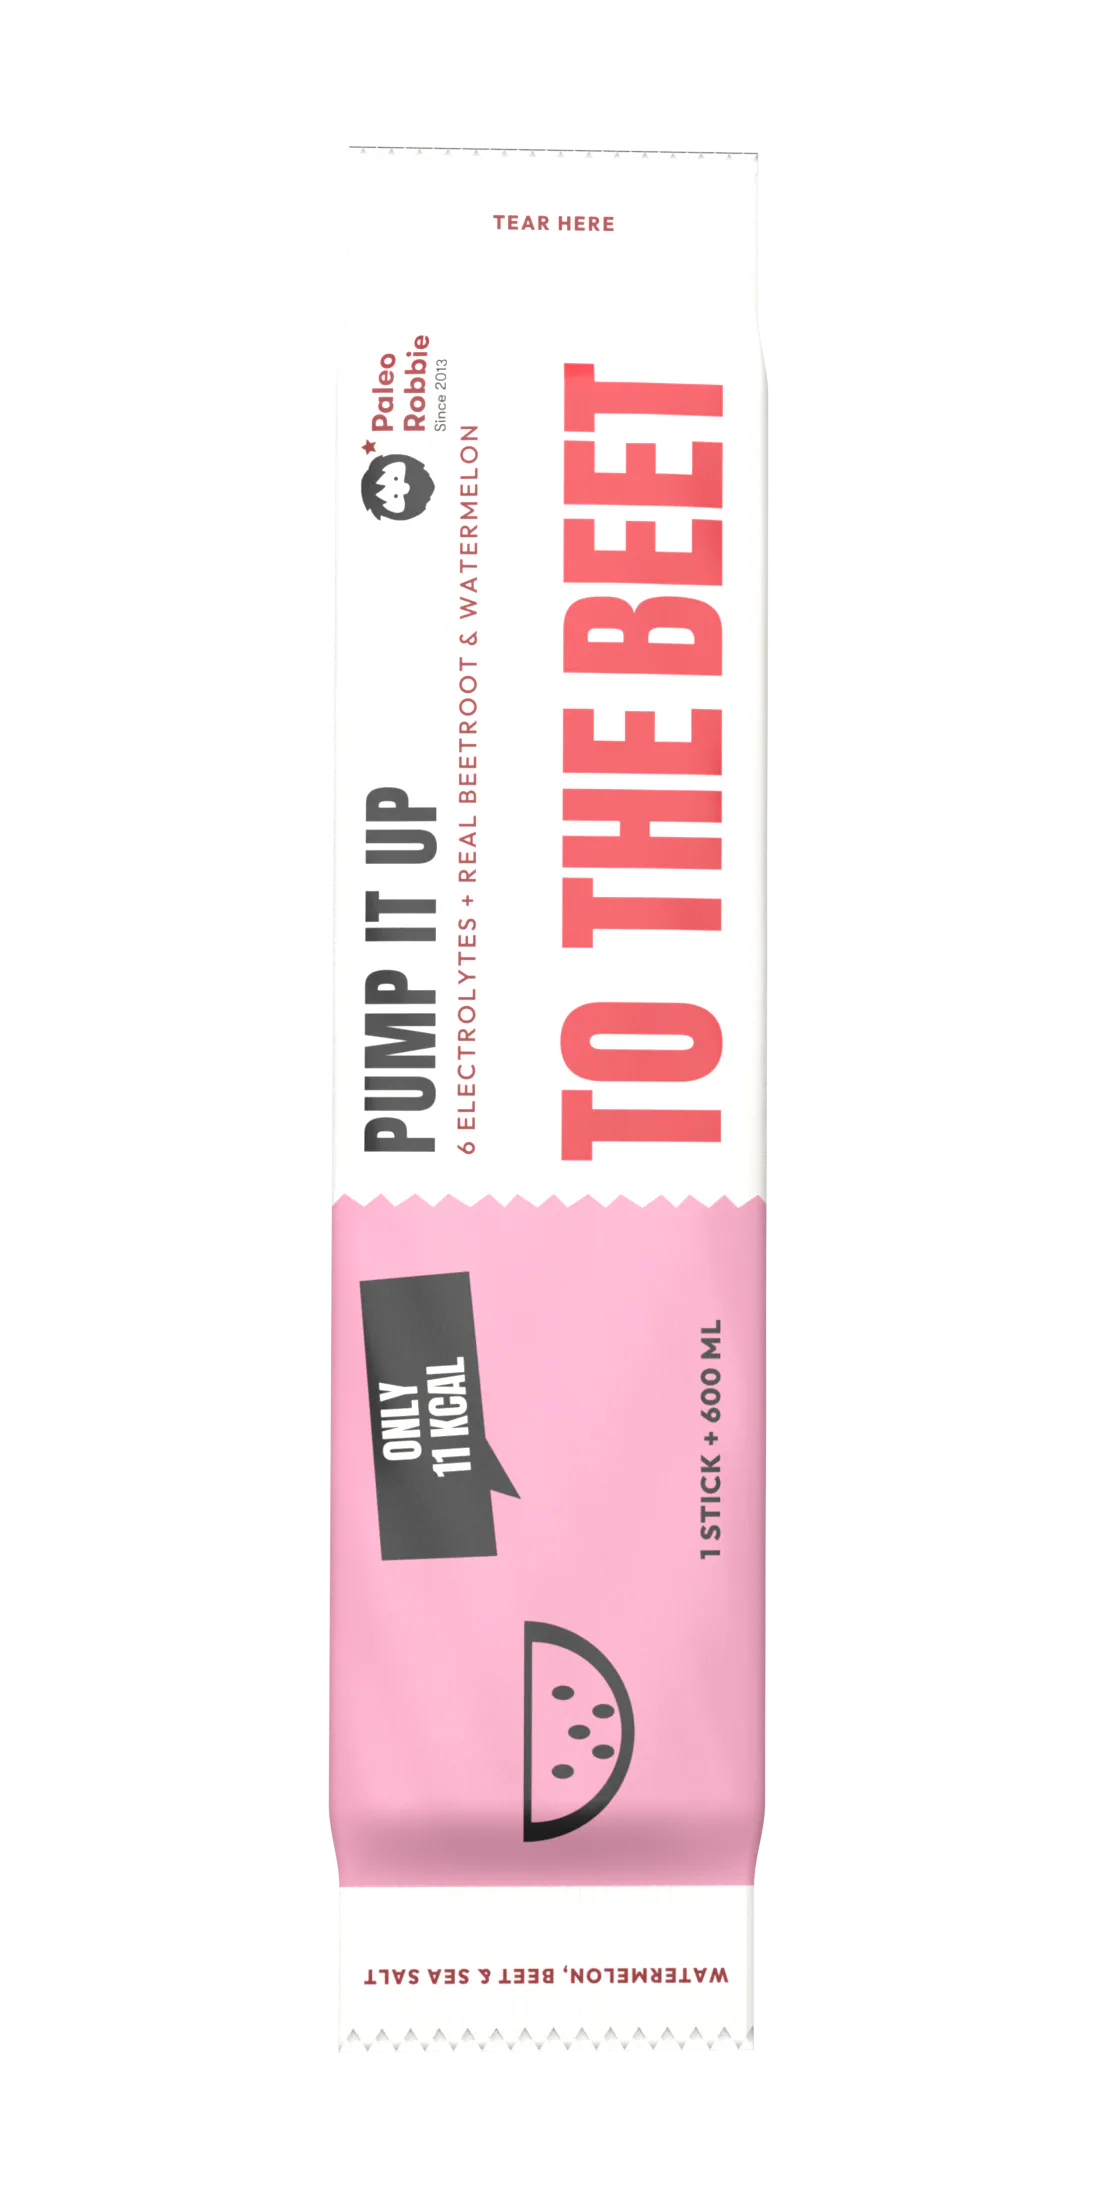 TEAR HERE
Paleo
Robbie
Since 2013
PUMP IT UP
6 ELECTROLYTES + REAL BEETROOT & WATERMELON
TO THE BEET
ONLY
11 KCAL
1 STICK + 600 ML
WATERMELON, BEET & SEA SALT